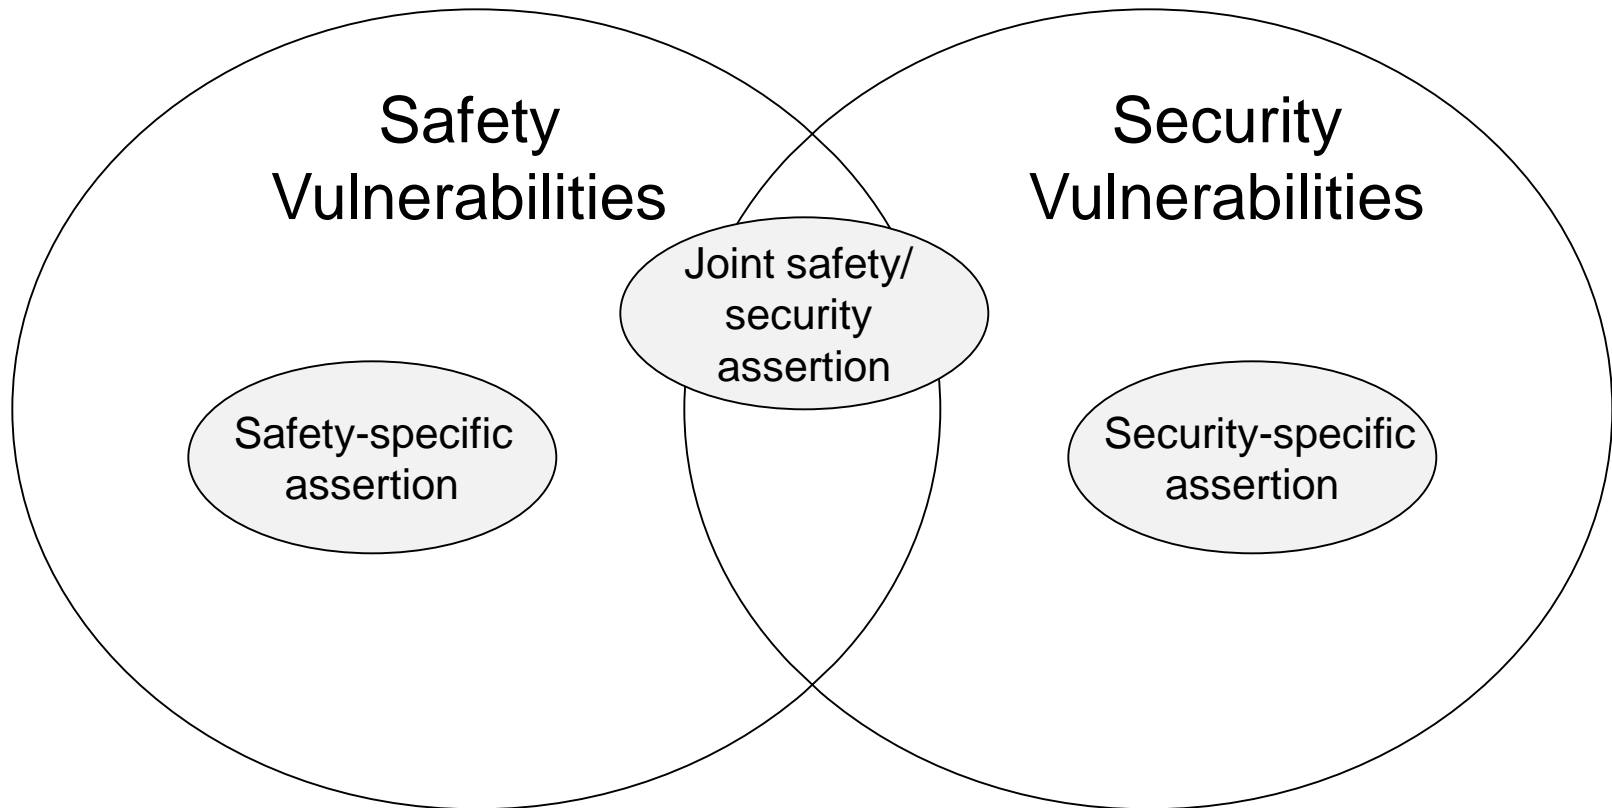 Safety
Vulnerabilities
Security
Vulnerabilities
Joint safety/
security
assertion
Safety-specific
assertion
Security-specific
assertion